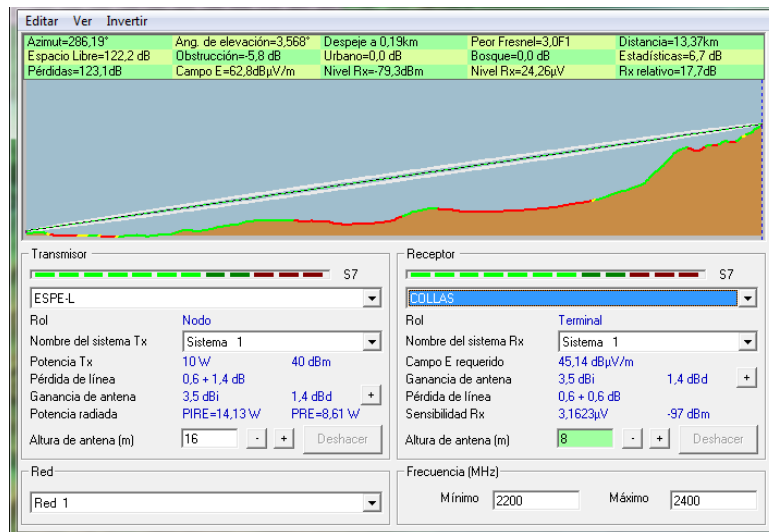 Editar Ver Invertir
Azimut=286,19° Ang. de elevación=3,568° Despeje a 0,19km Peor Fresnel=3,0F1 Distancia=13,37km
Espacio Libre=122,2 dB Obstrucción=-5,8 dB Urbano=0,0 dB Bosque=0,0 dB Estadísticas=6,7 dB
Pérdidas=123,1dB Campo E=62,8dBμV/m Nivel Rx=-79,3dBm Nivel Rx=24,26μV Rx relativo=17,7dB
Transmisor
S7
ESPE-L
Rol Nodo
Nombre del sistema Tx Sistema 1
Potencia Tx 10 W 40 dBm
Pérdida de línea 0,6 + 1,4 dB
Ganancia de antena 3,5 dBi 1,4 dBd +
Potencia radiada PIRE=14,13 W PRE=8,61 W
Altura de antena (m) 16 - + Deshacer
Receptor
S7
COLLAS
Rol Terminal
Nombre del sistema Rx Sistema 1
Campo E requerido 45,14 dBμV/m
Ganancia de antena 3,5 dBi 1,4 dBd +
Pérdida de línea 0,6 + 0,6 dB
Sensibilidad Rx 3,1623μV -97 dBm
Altura de antena (m) 8 - + Deshacer
Red
Red 1
Frecuencia (MHz)
Mínimo 2200 Máximo 2400